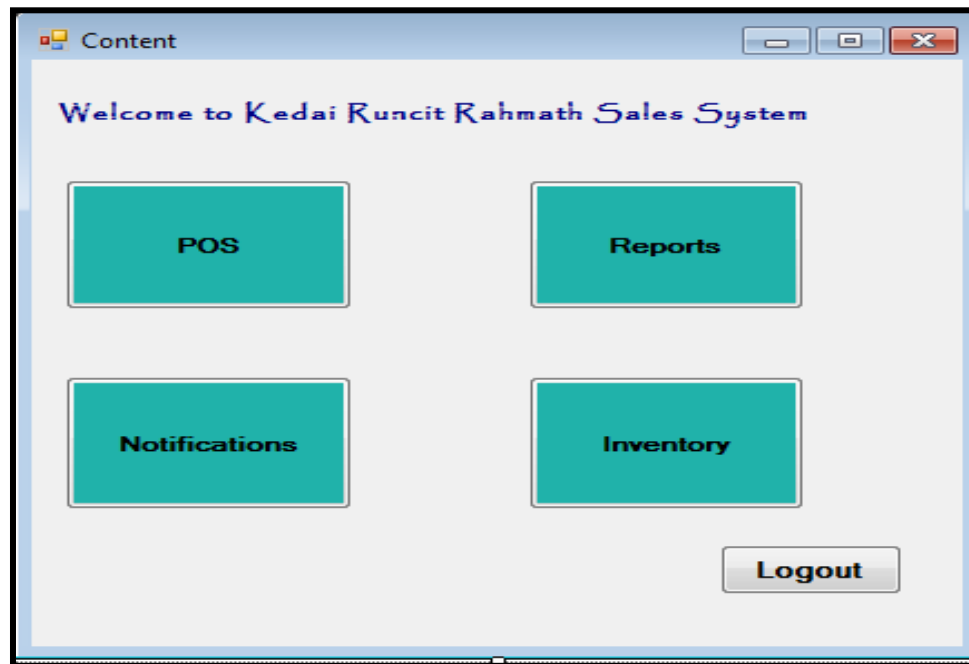 Content
Welcome to Kedai Runcit Rahmath Sales System
POS
Reports
Notifications
Inventory
Logout